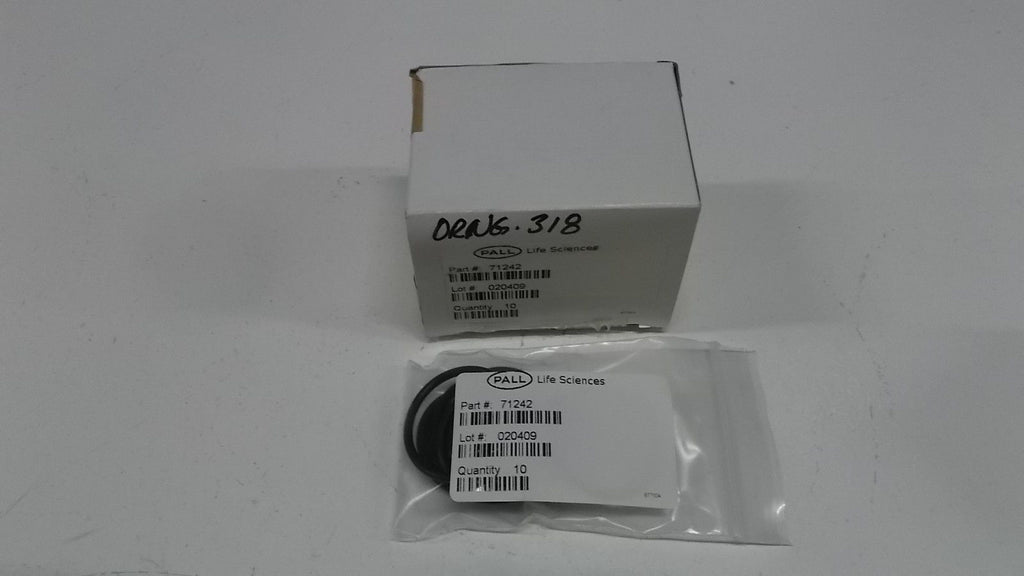 ORNG. 318
PALL Life Sciences
Part #: 71242
Lot #: 020409
Quantity 10
PALL Life Sciences
Part #: 71242
Lot #: 020409
Quantity 10